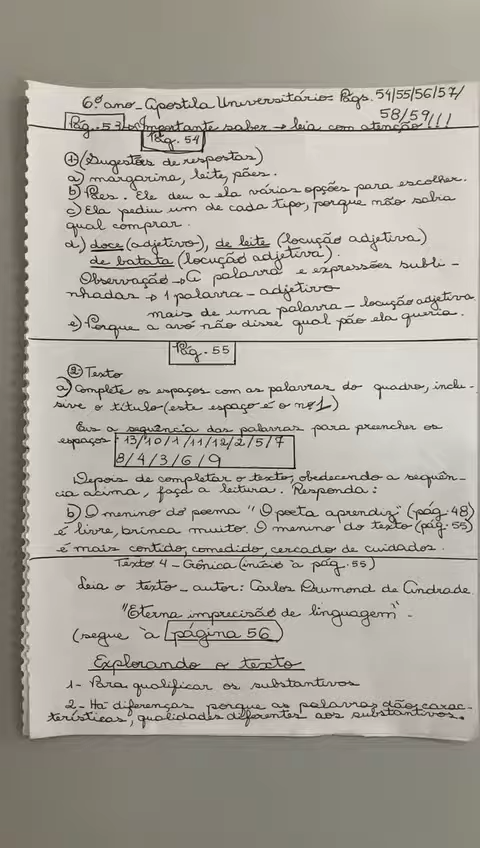 6º ano - Apostila Universitário - Págs. 54/55/56/57/
58/59
Pág. 53 Importante saber → leia com atenção!!!
Pág. 54
① (Sugestões de respostas)
a) margarina, leite, pães.
b) Pães. Ele deu a ela várias opções para escolher.
c) Ela pediu um de cada tipo, porque não sabia
qual comprar.
d) doce (adjetivo), de leite (locução adjetiva)
de batata (locução adjetiva).
Observação → A palavra e expressões subli-
nhadas → 1 palavra - adjetivo
mais de uma palavra - locução adjetiva
e) Porque a avó não disse qual pão ela queria.
Pág. 55
② Texto
a) Complete os espaços com as palavras do quadro, inclu-
sive o título (este espaço é o nº 1)
Eis a sequência das palavras para preencher os
espaços: 13/10/1/11/12/2/5/7
8/4/3/6/9
Depois de completar o texto, obedecendo a sequên-
cia acima, faça a leitura. Responda:
b) O menino do poema "O poeta aprendiz" (pág. 48)
é livre, brinca muito. O menino do texto (pág. 55)
é mais contido, comedido, cercado de cuidados.
Texto 4 - Crônica (início à pág. 55)
Leia o texto - autor: Carlos Drumond de Andrade.
"Eterna imprecisão de linguagem" -
(segue à página 56)
Explorando o texto
1 - Para qualificar os substantivos
2 - Há diferenças porque as palavras dão carac-
terísticas, qualidades diferentes aos substantivos.